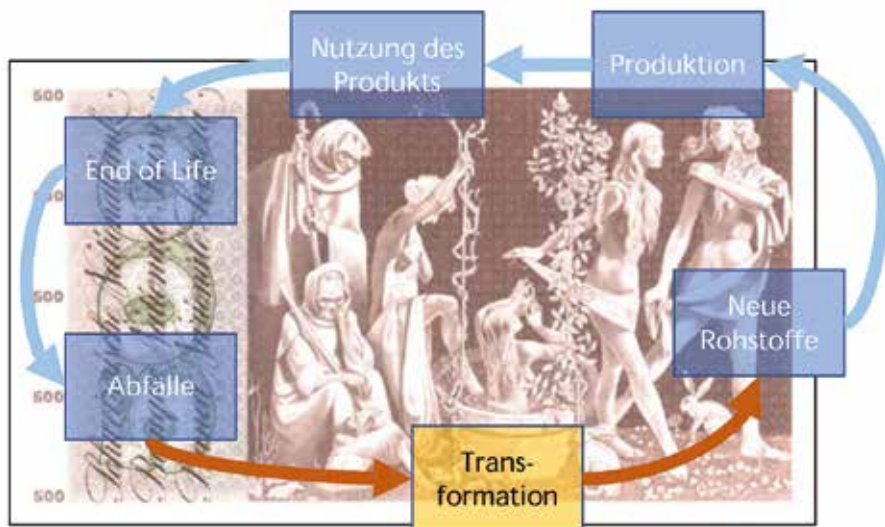 Nutzung des
Produkts
Produktion
End of Life
Neue
Rohstoffe
Abfälle
Trans-
formation
500
500
500
500
500